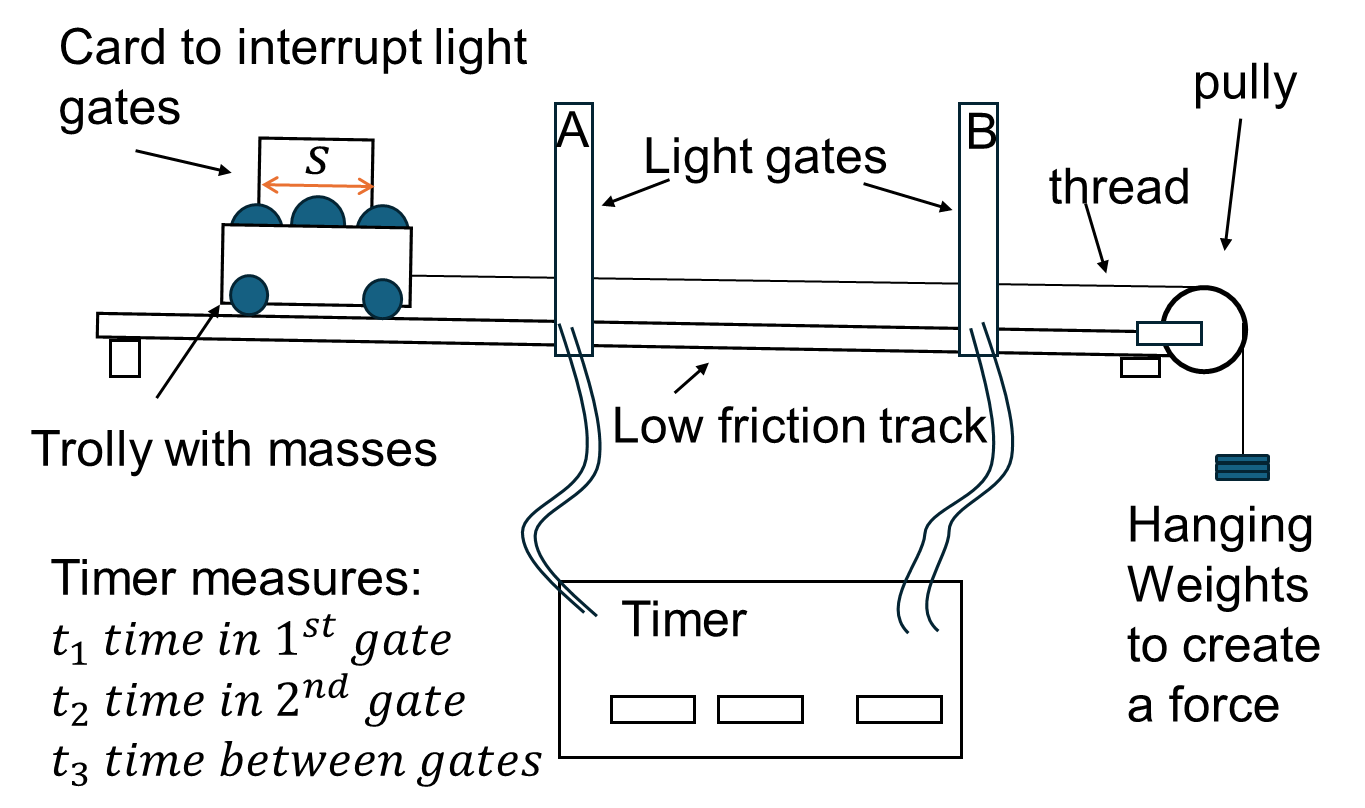 Card to interrupt light
gates
s
A
Light gates
B
pully
thread
Low friction track
Trolly with masses
Hanging
Weights
to create
a force
Timer measures:
t₁ time in 1ˢᵗ gate
t₂ time in 2ⁿᵈ gate
t₃ time between gates
Timer